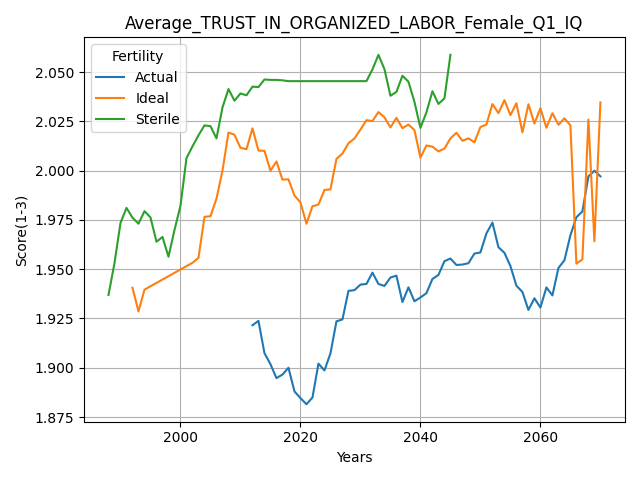 Average_TRUST_IN_ORGANIZED_LABOR_Female_Q1_IQ
Fertility
Actual
Ideal
Sterile
Score(1-3)
2.050
2.025
2.000
1.975
1.950
1.925
1.900
1.875
2000 2020 2040 2060
Years